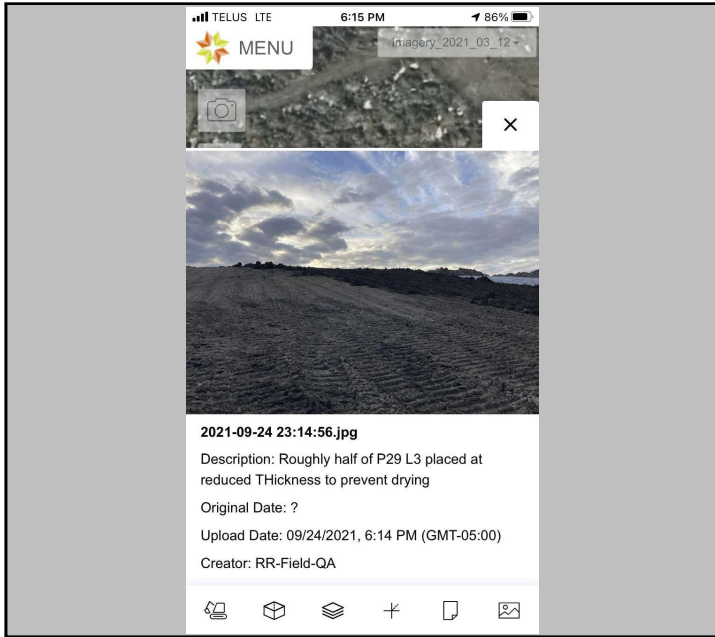 TELUS LTE 6:15 PM 86%
MENU Imagery_2021_03_12
2021-09-24 23:14:56.jpg
Description: Roughly half of P29 L3 placed at
reduced THickness to prevent drying
Original Date: ?
Upload Date: 09/24/2021, 6:14 PM (GMT-05:00)
Creator: RR-Field-QA